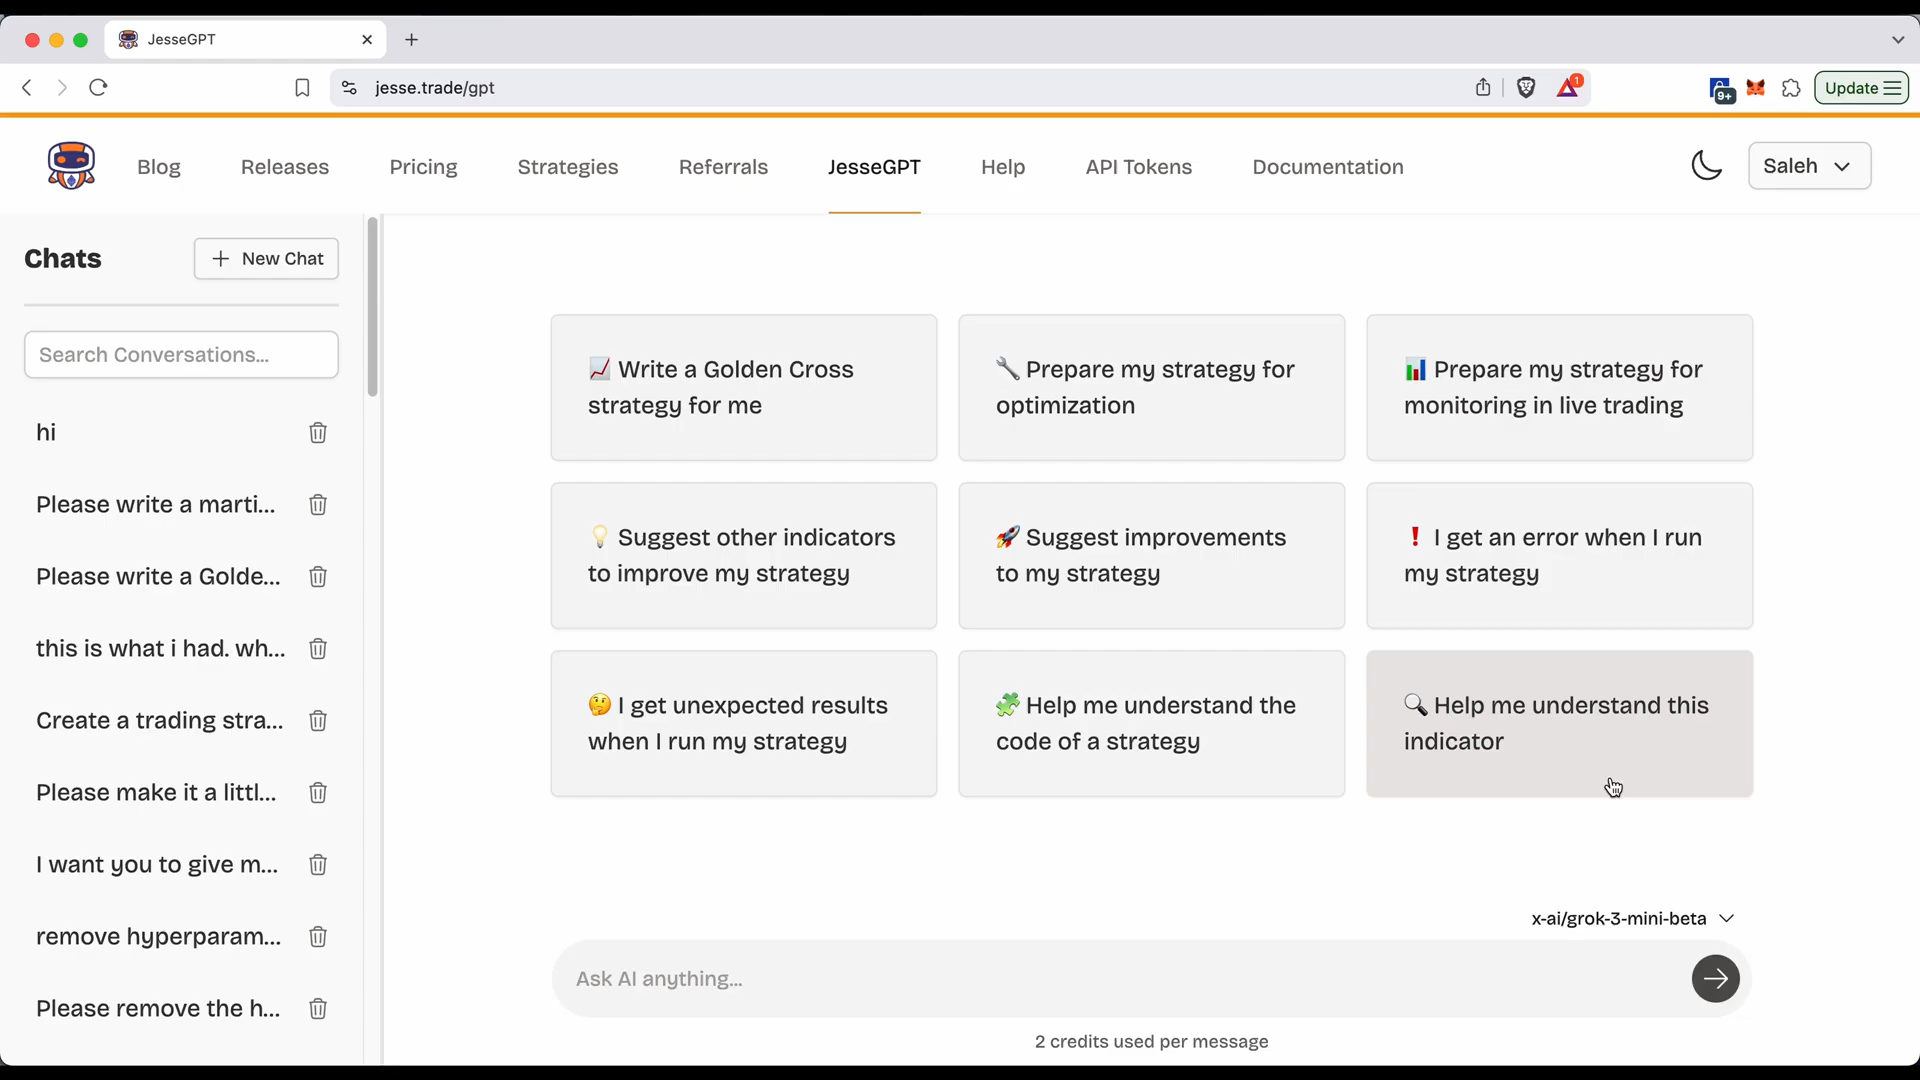 JesseGPT
jesse.trade/gpt
1
9+
Update
Blog
Releases
Pricing
Strategies
Referrals
JesseGPT
Help
API Tokens
Documentation
Saleh
Chats
New Chat
Search Conversations...
hi
Please write a marti...
Please write a Golde...
this is what i had. wh...
Create a trading stra...
Please make it a littl...
I want you to give m...
remove hyperparam...
Please remove the h...
📈 Write a Golden Cross
strategy for me
🔧 Prepare my strategy for
optimization
📊 Prepare my strategy for
monitoring in live trading
💡 Suggest other indicators
to improve my strategy
🚀 Suggest improvements
to my strategy
❗ I get an error when I run
my strategy
🤔 I get unexpected results
when I run my strategy
🧩 Help me understand the
code of a strategy
🔍 Help me understand this
indicator
x-ai/grok-3-mini-beta
Ask AI anything...
2 credits used per message